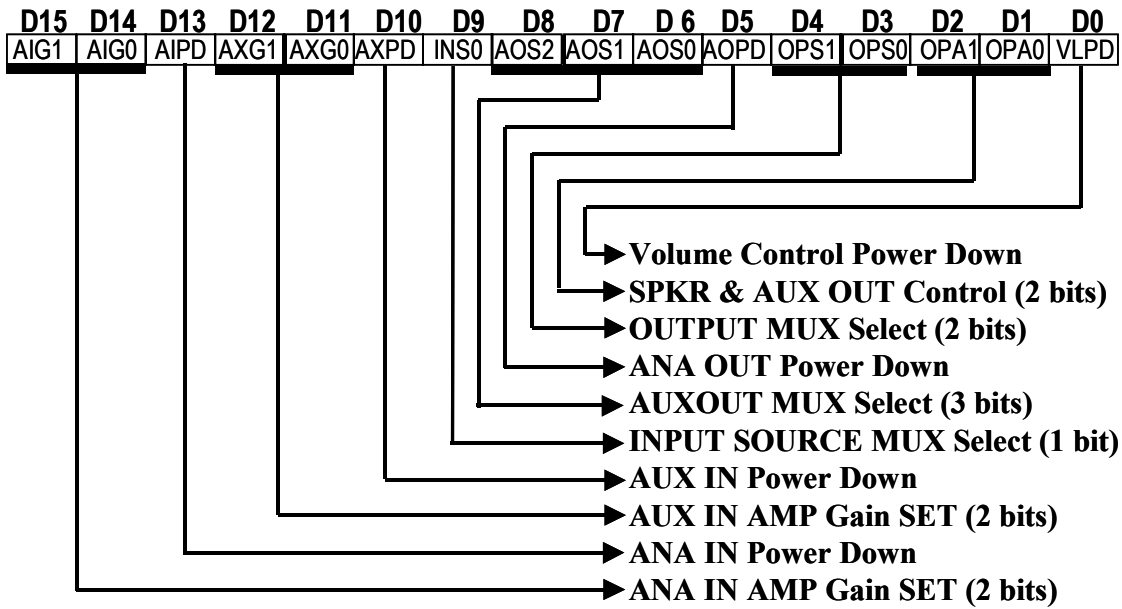 D15 D14 D13 D12 D11 D10 D9 D8 D7 D 6 D5 D4 D3 D2 D1 D0
AIG1 AIG0 AIPD AXG1 AXG0 AXPD INS0 AOS2 AOS1 AOS0 AOPD OPS1 OPS0 OPA1 OPA0 VLPD
Volume Control Power Down
SPKR & AUX OUT Control (2 bits)
OUTPUT MUX Select (2 bits)
ANA OUT Power Down
AUXOUT MUX Select (3 bits)
INPUT SOURCE MUX Select (1 bit)
AUX IN Power Down
AUX IN AMP Gain SET (2 bits)
ANA IN Power Down
ANA IN AMP Gain SET (2 bits)